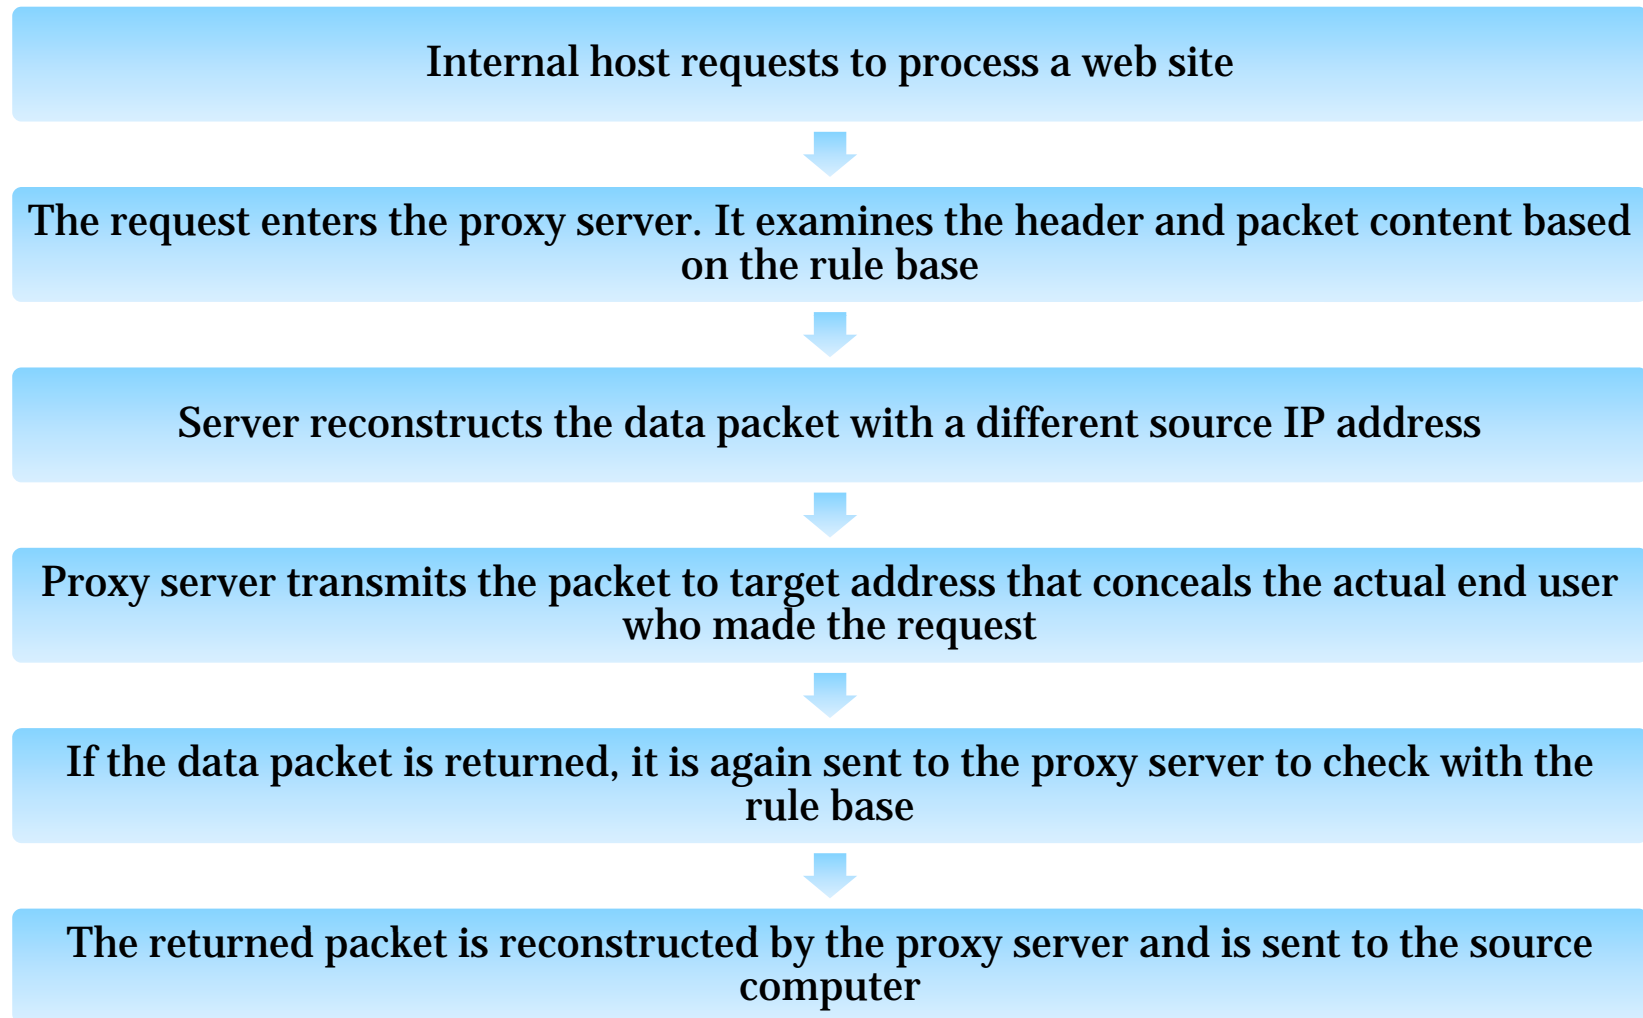 Internal host requests to process a web site
The request enters the proxy server. It examines the header and packet content based
on the rule base
Server reconstructs the data packet with a different source IP address
Proxy server transmits the packet to target address that conceals the actual end user
who made the request
If the data packet is returned, it is again sent to the proxy server to check with the
rule base
The returned packet is reconstructed by the proxy server and is sent to the source
computer